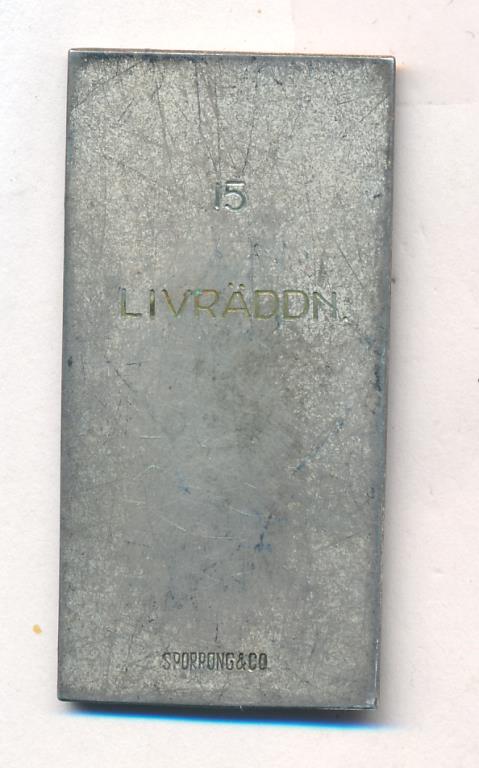 15
LIVRÄDDN.
SPORRONG & CO